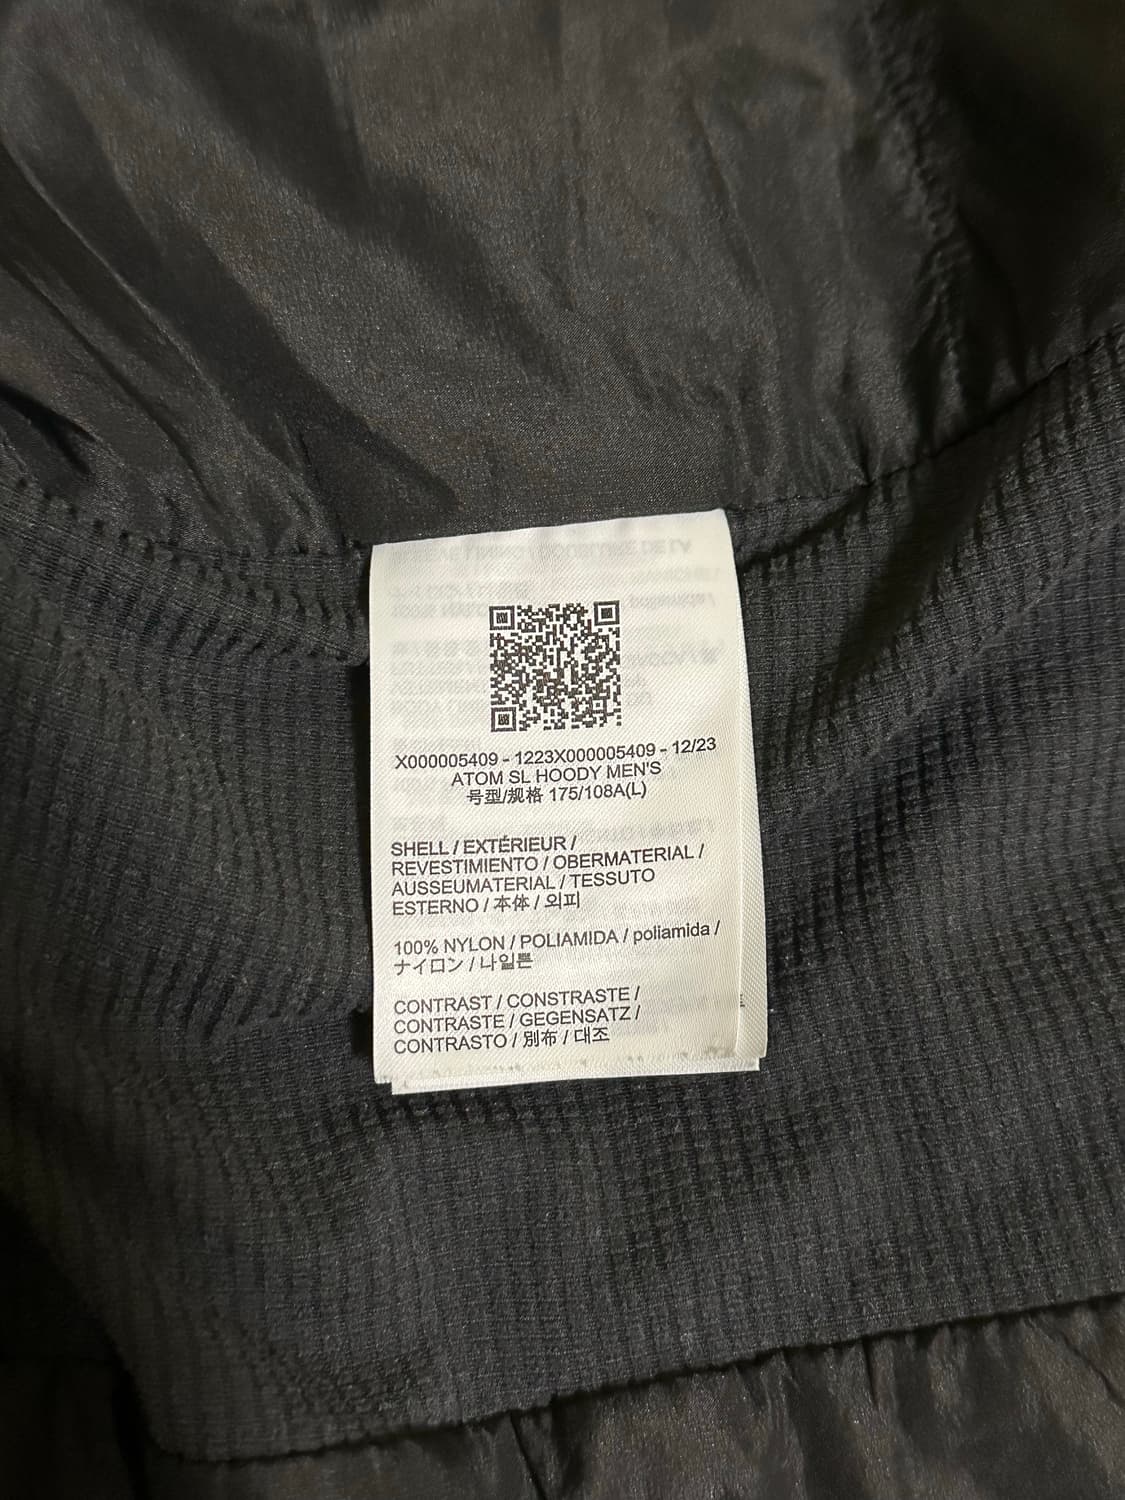 X000005409 - 1223X000005409 - 12/23
ATOM SL HOODY MEN'S
号型/规格 175/108A(L)
SHELL / EXTÉRIEUR /
REVESTIMIENTO / OBERMATERIAL /
AUSSEUMATERIAL / TESSUTO
ESTERNO / 本体 / 외피
100% NYLON / POLIAMIDA / poliamida /
ナイロン / 나일론
CONTRAST / CONSTRASTE /
CONTRASTE / GEGENSATZ /
CONTRASTO / 別布 / 대조